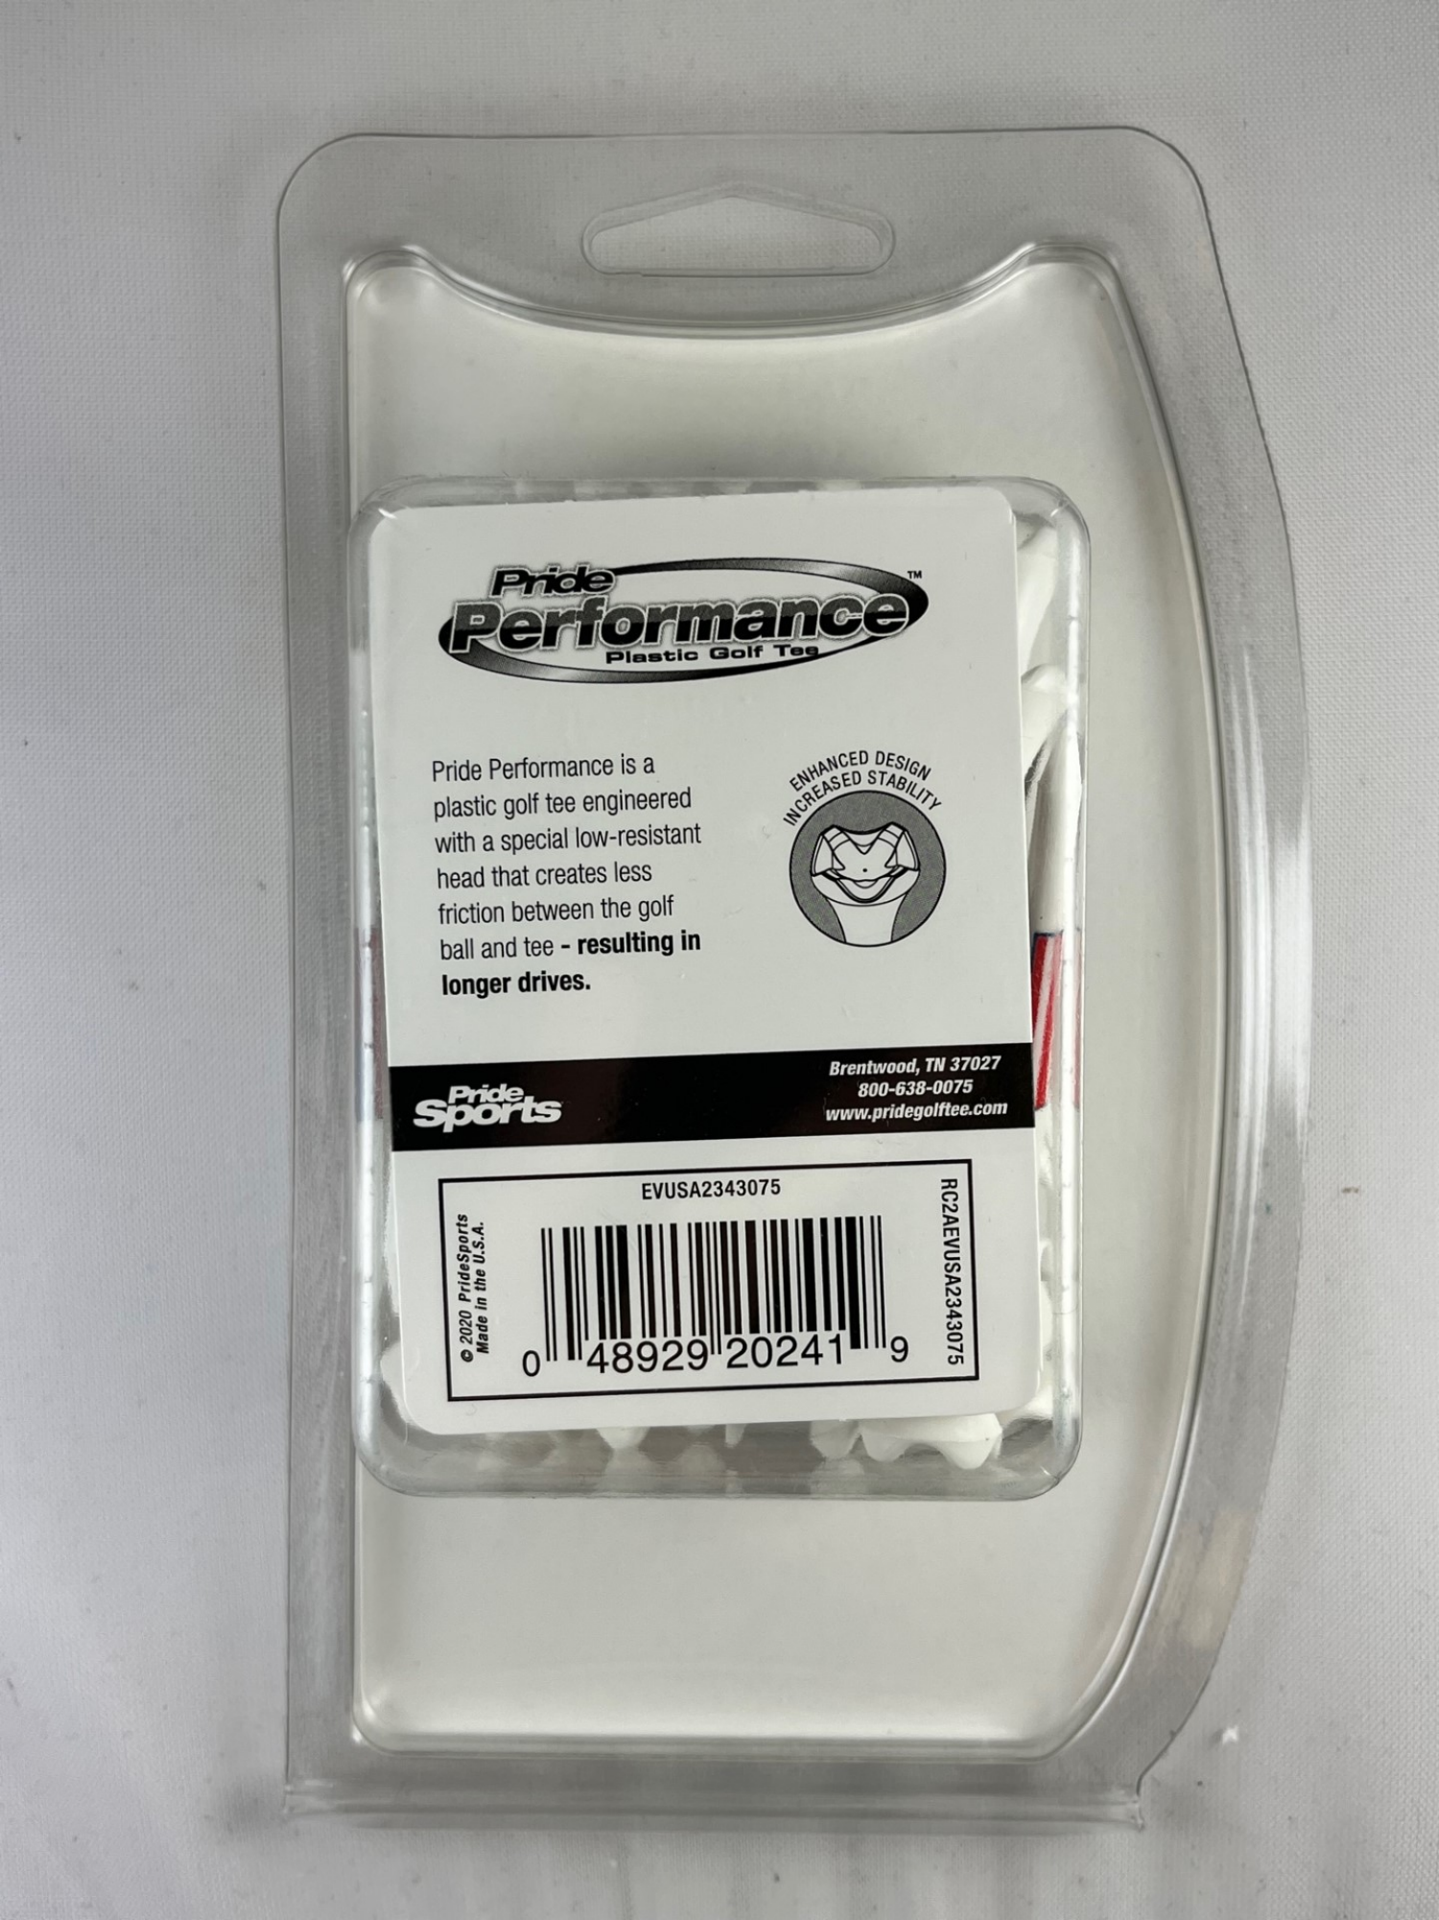 Pride
Performance™
Plastic Golf Tee
Pride Performance is a
plastic golf tee engineered
with a special low-resistant
head that creates less
friction between the golf
ball and tee - resulting in
longer drives.
ENHANCED DESIGN
INCREASED STABILITY
Pride
Sports
Brentwood, TN 37027
800-638-0075
www.pridegolftee.com
© 2020 PrideSports
Made in the U.S.A.
EVUSA2343075
0 48929 20241 9
RC2AEVUSA2343075